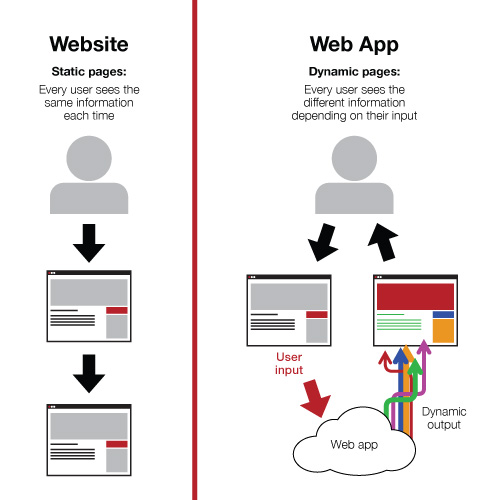 Website
Static pages:
Every user sees the
same information
each time
Web App
Dynamic pages:
Every user sees the
different information
depending on their input
User
input
Dynamic
output
Web app